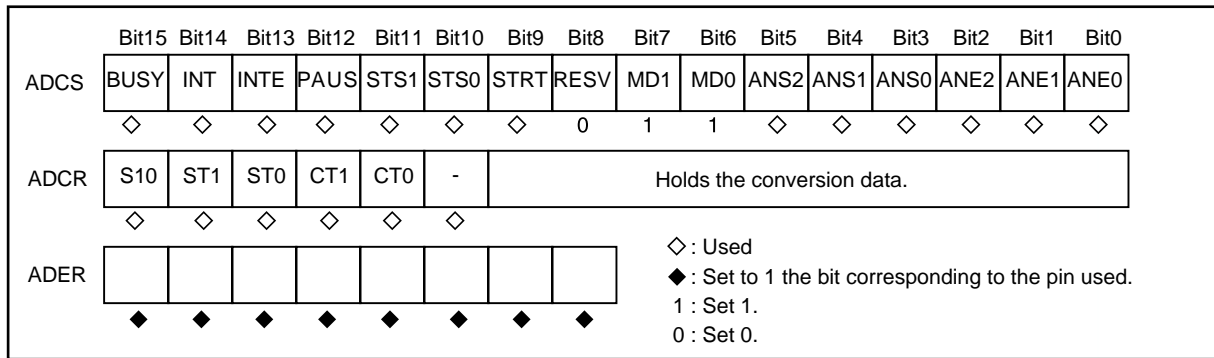 Bit15 Bit14 Bit13 Bit12 Bit11 Bit10 Bit9 Bit8 Bit7 Bit6 Bit5 Bit4 Bit3 Bit2 Bit1 Bit0
ADCS BUSY INT INTE PAUS STS1 STS0 STRT RESV MD1 MD0 ANS2 ANS1 ANS0 ANE2 ANE1 ANE0
◇ ◇ ◇ ◇ ◇ ◇ ◇ 0 1 1 ◇ ◇ ◇ ◇ ◇ ◇
ADCR S10 ST1 ST0 CT1 CT0 - Holds the conversion data.
◇ ◇ ◇ ◇ ◇ ◇
ADER
◆ ◆ ◆ ◆ ◆ ◆ ◆ ◆
◇ : Used
◆ : Set to 1 the bit corresponding to the pin used.
1 : Set 1.
0 : Set 0.